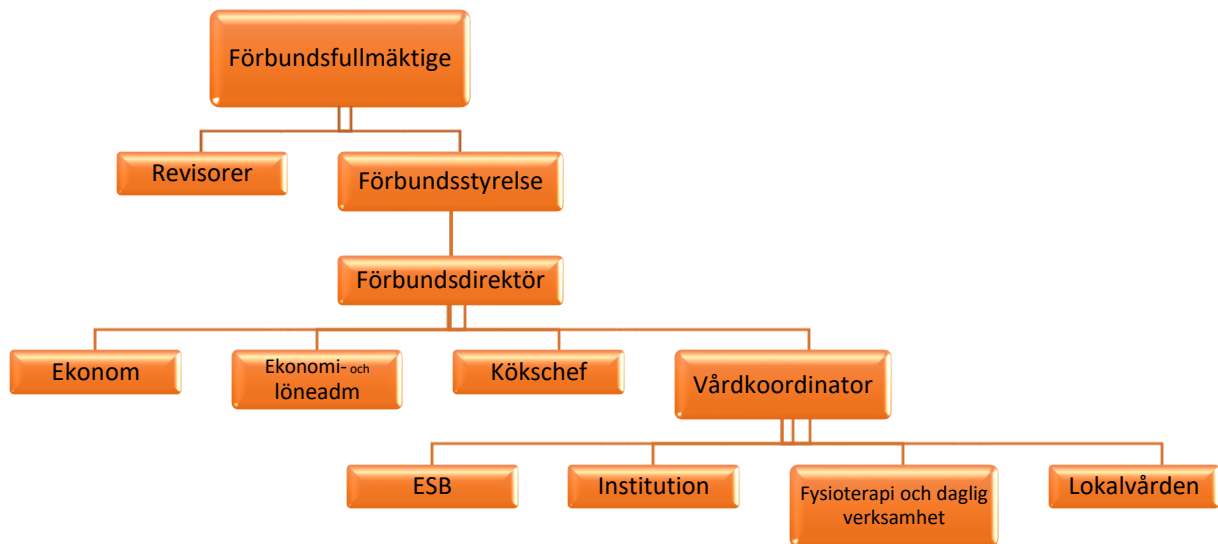 Förbundsfullmäktige
Revisorer
Förbundsstyrelse
Förbundsdirektör
Ekonom
Ekonomi- och
löneadm
Kökschef
Vårdkoordinator
ESB
Institution
Fysioterapi och daglig
verksamhet
Lokalvården